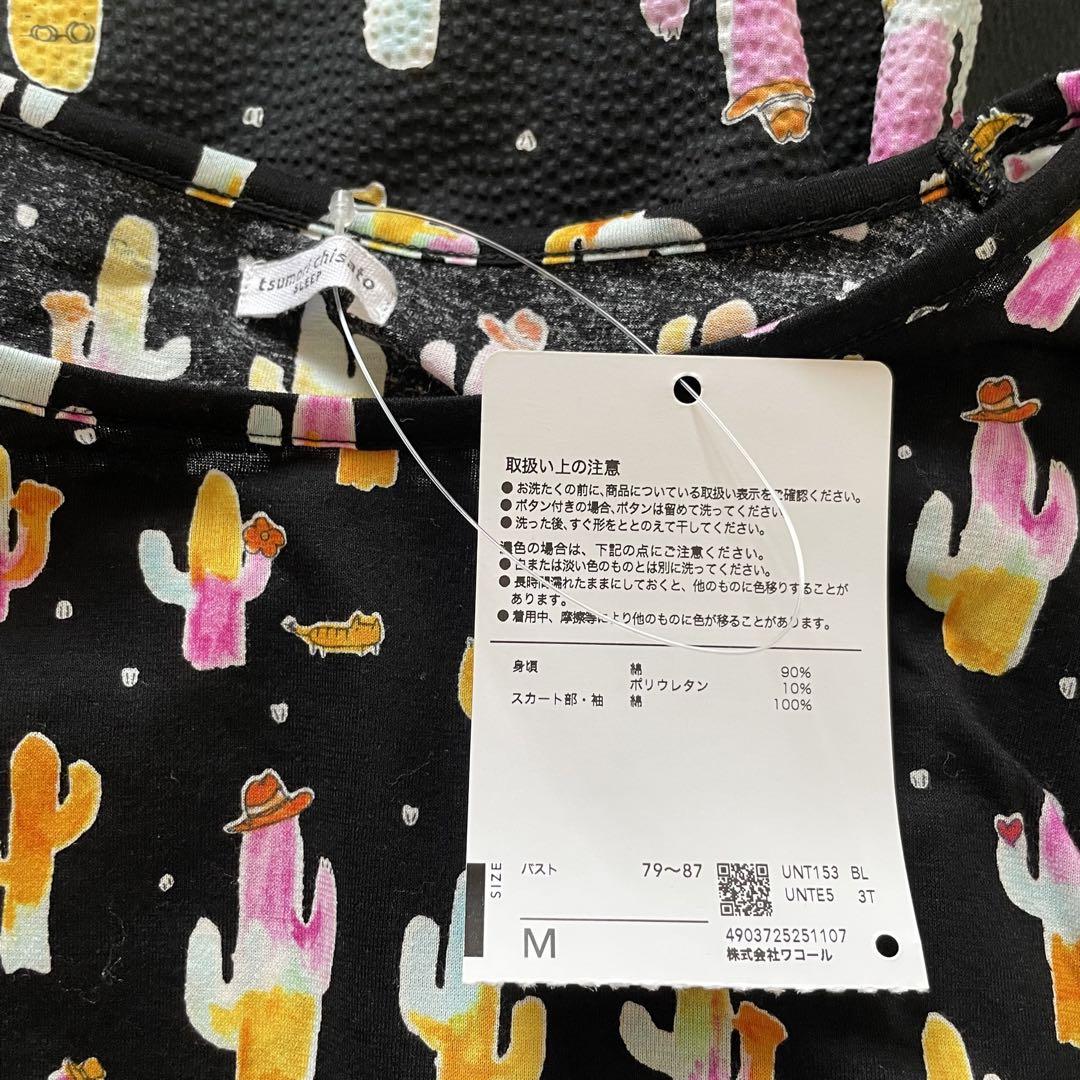 tsumori chisato
SLEEP
取扱い上の注意
●お洗たくの前に、商品についている取扱い表示をご確認ください。
●ボタン付きの場合、ボタンは留めて洗ってください
●洗った後、すぐ形をととのえて干してください。
濃色の場合は、下記の点にご注意ください。
●白または淡い色のものとは別に洗ってください。
●長時間濡れたままにしておくと、他のものに色移りすることが
あります。
●着用中、摩擦等により他のものに色が移ることがあります。
身頃 綿 90%
ポリウレタン 10%
スカート部・袖 綿 100%
SIZE
バスト 79～87
M
UNT153 BL
UNTE5 3T
4903725251107
株式会社ワコール